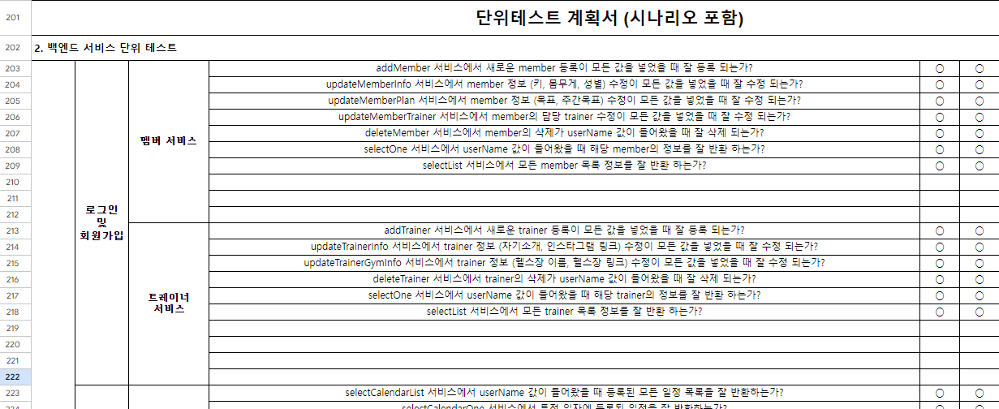 201
단위테스트 계획서 (시나리오 포함)
202
2. 백엔드 서비스 단위 테스트
203
addMember 서비스에서 새로운 member 등록이 모든 값을 넣었을 때 잘 등록 되는가?
○ ○
204
updateMemberInfo 서비스에서 member 정보 (키, 몸무게, 성별) 수정이 모든 값을 넣었을 때 잘 수정 되는가?
○ ○
205
updateMemberPlan 서비스에서 member 정보 (목표, 주간목표) 수정이 모든 값을 넣었을 때 잘 수정 되는가?
○ ○
206
updateMemberTrainer 서비스에서 member의 담당 trainer 수정이 모든 값을 넣었을 때 잘 수정 되는가?
○ ○
207
멤버 서비스
deleteMember 서비스에서 member의 삭제가 userName 값이 들어왔을 때 잘 삭제 되는가?
○ ○
208
selectOne 서비스에서 userName 값이 들어왔을 때 해당 member의 정보를 잘 반환 하는가?
○ ○
209
selectList 서비스에서 모든 member 목록 정보를 잘 반환 하는가?
○ ○
210
211
212
로그인
및
회원가입
213
addTrainer 서비스에서 새로운 trainer 등록이 모든 값을 넣었을 때 잘 등록 되는가?
○ ○
214
updateTrainerInfo 서비스에서 trainer 정보 (자기소개, 인스타그램 링크) 수정이 모든 값을 넣었을 때 잘 수정 되는가?
○ ○
215
updateTrainerGymInfo 서비스에서 trainer 정보 (헬스장 이름, 헬스장 링크) 수정이 모든 값을 넣었을 때 잘 수정 되는가?
○ ○
216
deleteTrainer 서비스에서 trainer의 삭제가 userName 값이 들어왔을 때 잘 삭제 되는가?
○ ○
217
트레이너
서비스
selectOne 서비스에서 userName 값이 들어왔을 때 해당 trainer의 정보를 잘 반환 하는가?
○ ○
218
selectList 서비스에서 모든 trainer 목록 정보를 잘 반환 하는가?
○ ○
219
220
221
222
223
selectCalendarList 서비스에서 userName 값이 들어왔을 때 등록된 모든 일정 목록을 잘 반환하는가?
○ ○
224
selectCalendarOne 서비스에서 특정 일자에 등록된 일정을 잘 반환하는가?